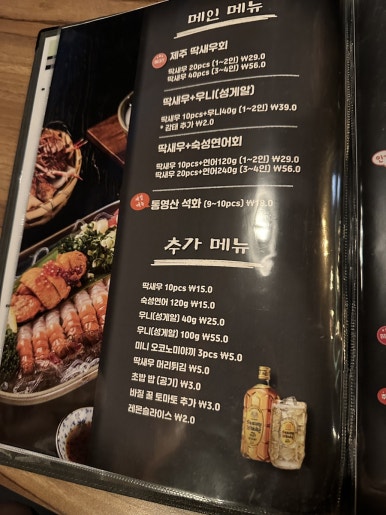 메인 메뉴
제주 딱새우회
딱새우 20pcs (1~2인) ₩29.0
딱새우 40pcs (3~4인) ₩56.0
딱새우+우니(성게알)
딱새우 10pcs+우니40g (1~2인) ₩39.0
* 감태 추가 ₩2.0
딱새우+숙성연어회
딱새우 10pcs+연어120g (1~2인) ₩29.0
딱새우 20pcs+연어240g (3~4인) ₩56.0
통영산 석화 (9~10pcs) ₩18.0
추가 메뉴
딱새우 10pcs ₩15.0
숙성연어 120g ₩15.0
우니(성게알) 40g ₩25.0
우니(성게알) 100g ₩55.0
미니 오코노미야끼 3pcs ₩5.0
딱새우 머리튀김 ₩5.0
초밥 밥 (공기) ₩3.0
바질 꿀 토마토 추가 ₩3.0
레몬슬라이스 ₩2.0